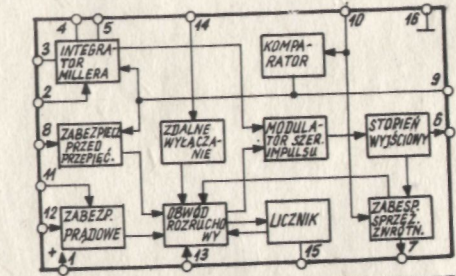 4 5 14 10 16
3
INTEGRA-
TOR
MILLERA
KOMPA-
RATOR
2
9
8
ZABEZPIECZ.
PRZED
PRZEPIĘĆ.
ZDALNE
WYŁĄCZA-
NIE
MODULA-
TOR SZER.
IMPULSU
STOPIEŃ
WYJŚCIOWY
6
11
12
ZABEZP.
PRĄDOWE
OBWÓD
ROZRUCHO
WY
LICZNIK
ZABESP.
SPRZĘŻ.
ZWROTN.
+ 1 13 15 7